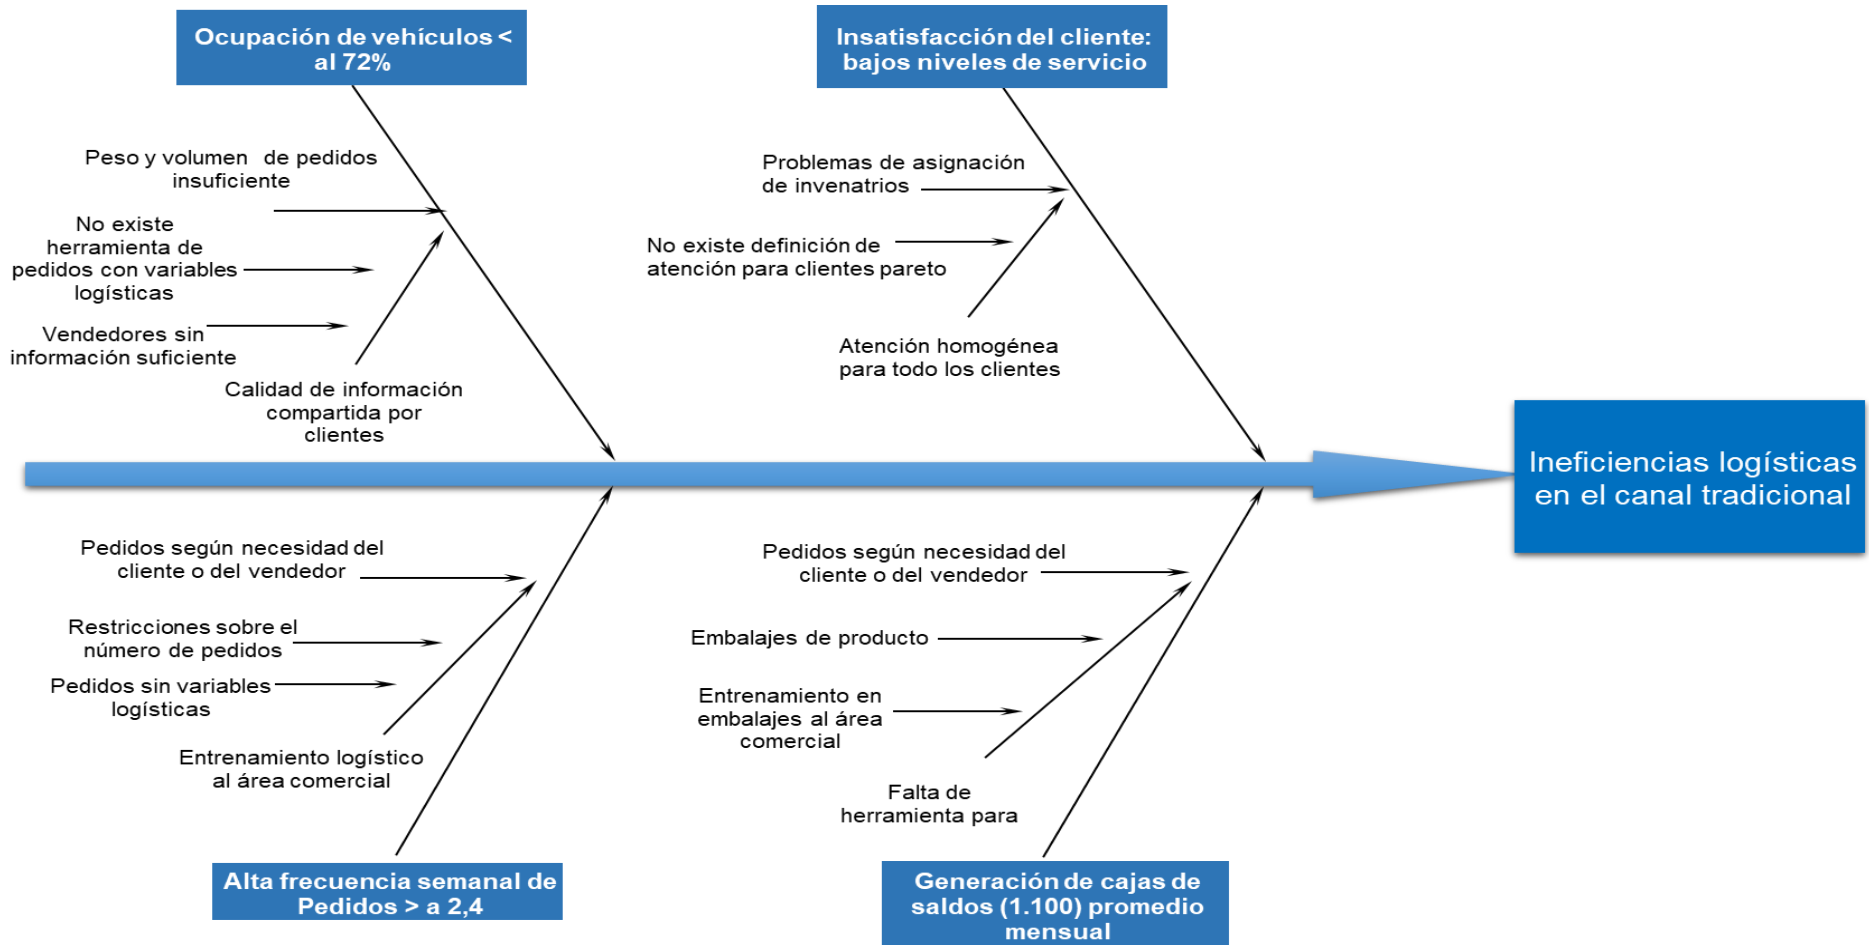 Ocupación de vehículos <
al 72%
Insatisfacción del cliente:
bajos niveles de servicio
Peso y volumen de pedidos
insuficiente
No existe
herramienta de
pedidos con variables
logísticas
Vendedores sin
información suficiente
Calidad de información
compartida por
clientes
Problemas de asignación
de invenatrios
No existe definición de
atención para clientes pareto
Atención homogénea
para todo los clientes
Ineficiencias logísticas
en el canal tradicional
Pedidos según necesidad del
cliente o del vendedor
Restricciones sobre el
número de pedidos
Pedidos sin variables
logísticas
Entrenamiento logístico
al área comercial
Pedidos según necesidad del
cliente o del vendedor
Embalajes de producto
Entrenamiento en
embalajes al área
comercial
Falta de
herramienta para
Alta frecuencia semanal de
Pedidos > a 2,4
Generación de cajas de
saldos (1.100) promedio
mensual